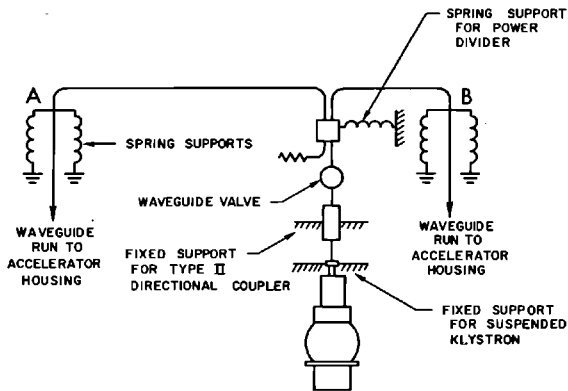 SPRING SUPPORT
FOR POWER
DIVIDER
A
B
SPRING SUPPORTS
WAVEGUIDE VALVE
WAVEGUIDE
RUN TO
ACCELERATOR
HOUSING
FIXED SUPPORT
FOR TYPE II
DIRECTIONAL COUPLER
WAVEGUIDE
RUN TO
ACCELERATOR
HOUSING
FIXED SUPPORT
FOR SUSPENDED
KLYSTRON